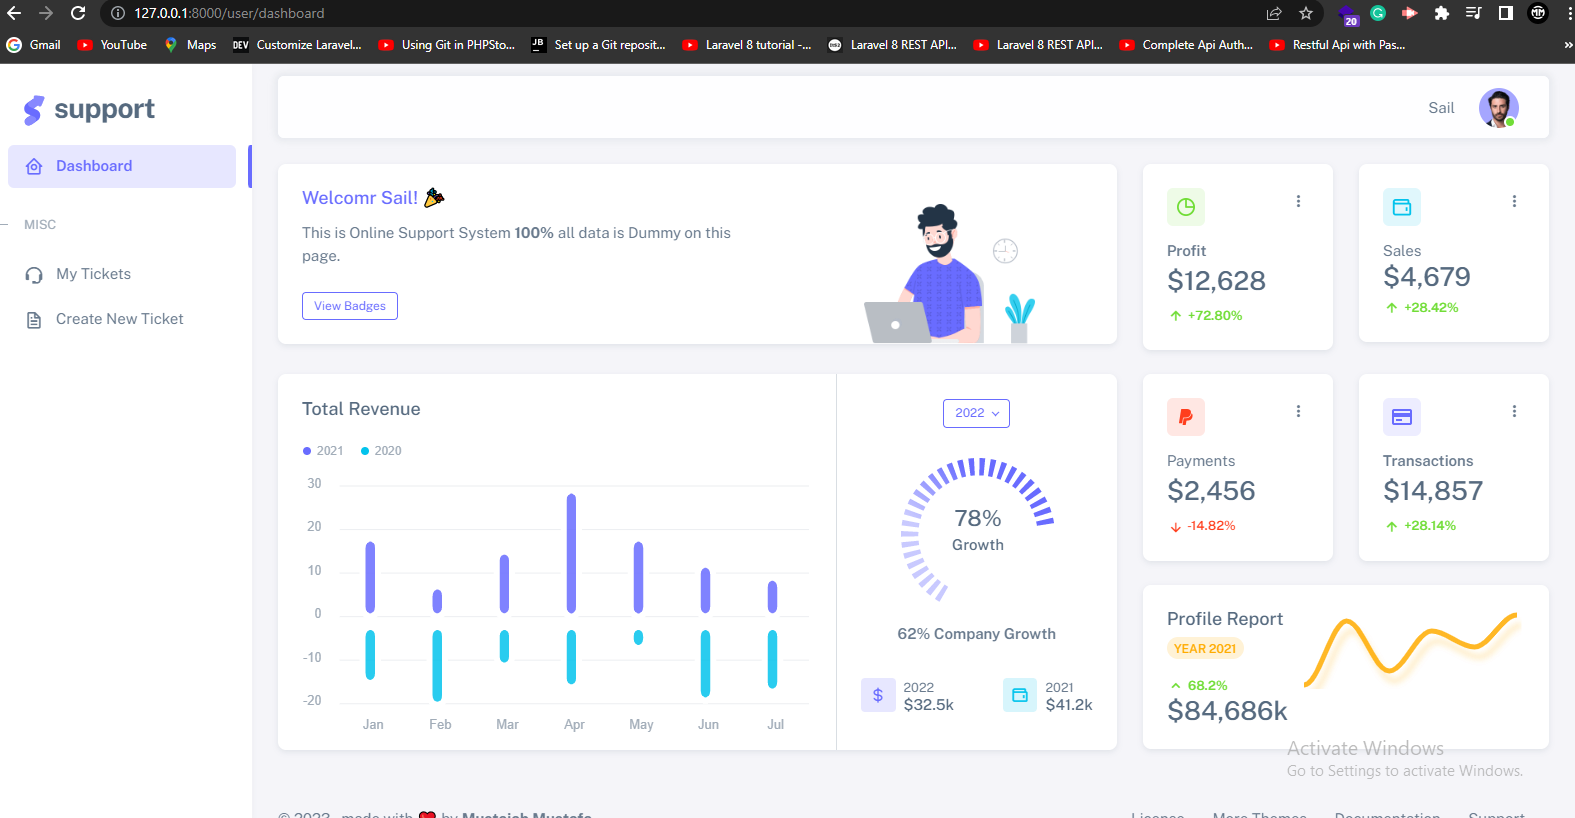 127.0.0.1:8000/user/dashboard
20
MM
Gmail
YouTube
Maps
DEV
Customize Laravel...
Using Git in PHPSto...
JB
Set up a Git reposit...
Laravel 8 tutorial -...
Laravel 8 REST API...
Laravel 8 REST API...
Complete Api Auth...
Restful Api with Pas...
»
support
Dashboard
MISC
My Tickets
Create New Ticket
Sail
Welcomr Sail!
This is Online Support System 100% all data is Dummy on this
page.
View Badges
Profit
$12,628
+72.80%
Sales
$4,679
+28.42%
Total Revenue
2021
2020
30
20
10
0
-10
-20
Jan
Feb
Mar
Apr
May
Jun
Jul
2022
78%
Growth
62% Company Growth
$
2022
$32.5k
2021
$41.2k
Payments
$2,456
-14.82%
Transactions
$14,857
+28.14%
Profile Report
YEAR 2021
68.2%
$84,686k
Activate Windows
Go to Settings to activate Windows.
© 2023, made with ❤️ by Mustajab Mustafa
License
More Themes
Documentation
Support